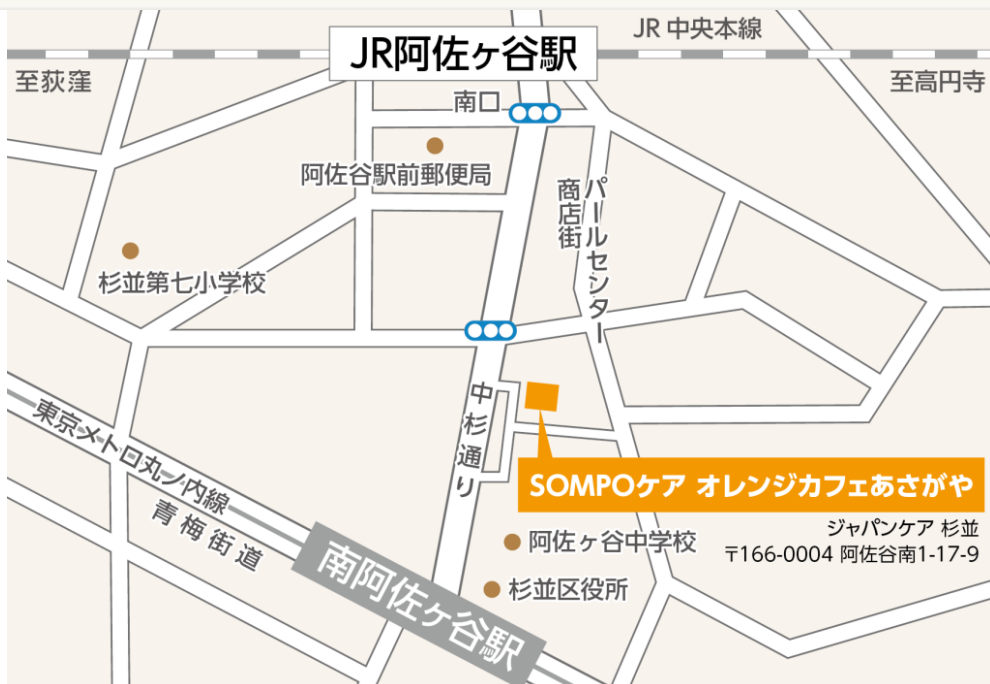 JR 中央本線
JR阿佐ヶ谷駅
至荻窪
至高円寺
南口
阿佐谷駅前郵便局
パールセンター
商店街
杉並第七小学校
中杉通り
東京メトロ丸ノ内線
青梅街道
SOMPOケア オレンジカフェあさがや
ジャパンケア 杉並
〒166-0004 阿佐谷南1-17-9
阿佐ヶ谷中学校
杉並区役所
南阿佐ヶ谷駅